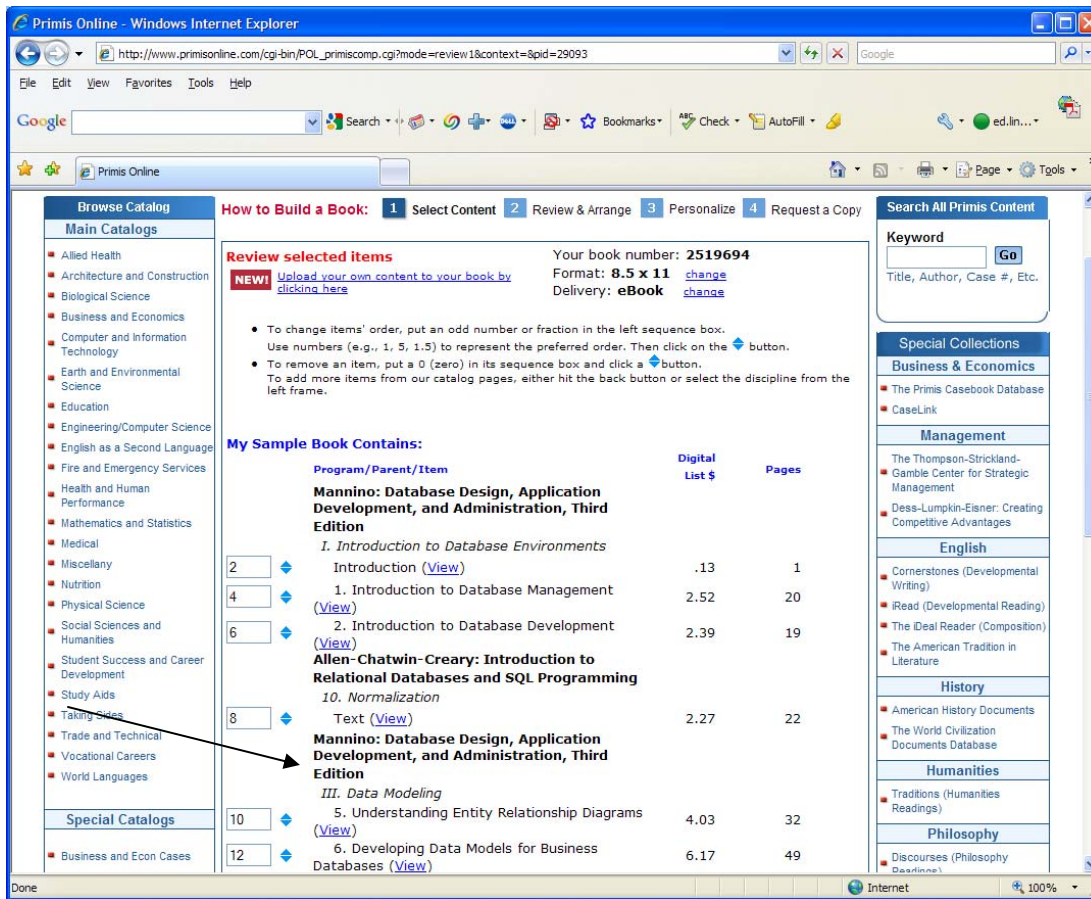 Primis Online - Windows Internet Explorer
http://www.primisonline.com/cgi-bin/POL_primiscomp.cgi?mode=review1&context=&pid=29093
Google
File Edit View Favorites Tools Help
Google Search Bookmarks Check AutoFill ed.lin...
Primis Online
Page Tools
Browse Catalog
Main Catalogs
Allied Health
Architecture and Construction
Biological Science
Business and Economics
Computer and Information
Technology
Earth and Environmental
Science
Education
Engineering/Computer Science
English as a Second Language
Fire and Emergency Services
Health and Human
Performance
Mathematics and Statistics
Medical
Miscellany
Nutrition
Physical Science
Social Sciences and
Humanities
Student Success and Career
Development
Study Aids
Taking Sides
Trade and Technical
Vocational Careers
World Languages
Special Catalogs
Business and Econ Cases
How to Build a Book: 1 Select Content 2 Review & Arrange 3 Personalize 4 Request a Copy
Review selected items
NEW! Upload your own content to your book by
clicking here
Your book number: 2519694
Format: 8.5 x 11 change
Delivery: eBook change
To change items' order, put an odd number or fraction in the left sequence box.
Use numbers (e.g., 1, 5, 1.5) to represent the preferred order. Then click on the button.
To remove an item, put a 0 (zero) in its sequence box and click a button.
To add more items from our catalog pages, either hit the back button or select the discipline from the
left frame.
My Sample Book Contains:
Program/Parent/Item Digital List $ Pages
Mannino: Database Design, Application
Development, and Administration, Third
Edition
I. Introduction to Database Environments
2 Introduction (View) .13 1
4 1. Introduction to Database Management
(View) 2.52 20
6 2. Introduction to Database Development
(View) 2.39 19
Allen-Chatwin-Creary: Introduction to
Relational Databases and SQL Programming
10. Normalization
8 Text (View) 2.27 22
Mannino: Database Design, Application
Development, and Administration, Third
Edition
III. Data Modeling
10 5. Understanding Entity Relationship Diagrams
(View) 4.03 32
12 6. Developing Data Models for Business
Databases (View) 6.17 49
Search All Primis Content
Keyword
Go
Title, Author, Case #, Etc.
Special Collections
Business & Economics
The Primis Casebook Database
CaseLink
Management
The Thompson-Strickland-
Gamble Center for Strategic
Management
Dess-Lumpkin-Eisner: Creating
Competitive Advantages
English
Cornerstones (Developmental
Writing)
iRead (Developmental Reading)
The iDeal Reader (Composition)
The American Tradition in
Literature
History
American History Documents
The World Civilization
Documents Database
Humanities
Traditions (Humanities
Readings)
Philosophy
Discourses (Philosophy
Readings)
Done Internet 100%